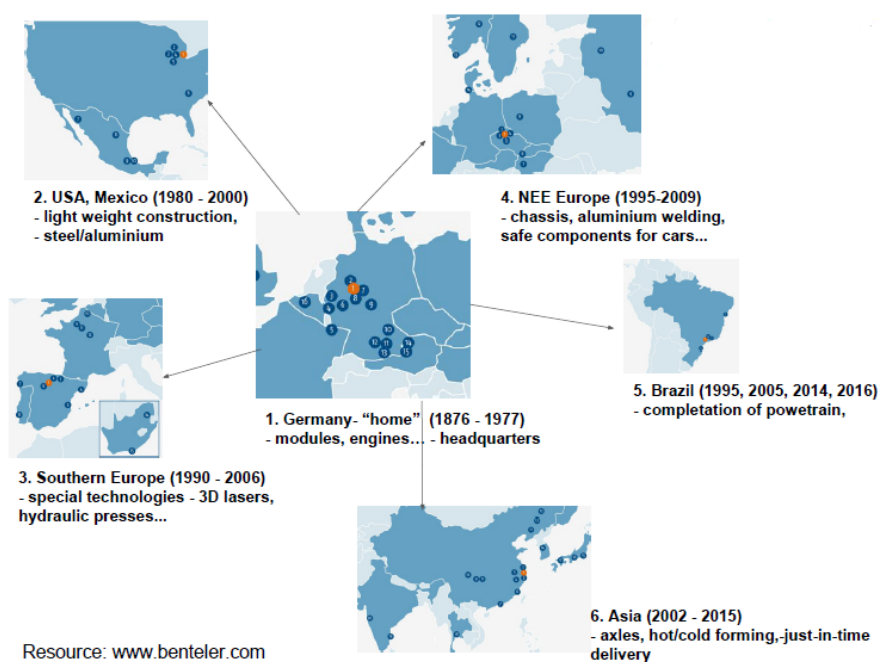 2. USA, Mexico (1980 - 2000)
- light weight construction,
- steel/aluminium
4. NEE Europe (1995-2009)
- chassis, aluminium welding,
safe components for cars...
1. Germany- “home” (1876 - 1977)
- modules, engines... - headquarters
5. Brazil (1995, 2005, 2014, 2016)
- completation of powetrain,
3. Southern Europe (1990 - 2006)
- special technologies - 3D lasers,
hydraulic presses...
6. Asia (2002 - 2015)
- axles, hot/cold forming,-just-in-time
delivery
Resource: www.benteler.com